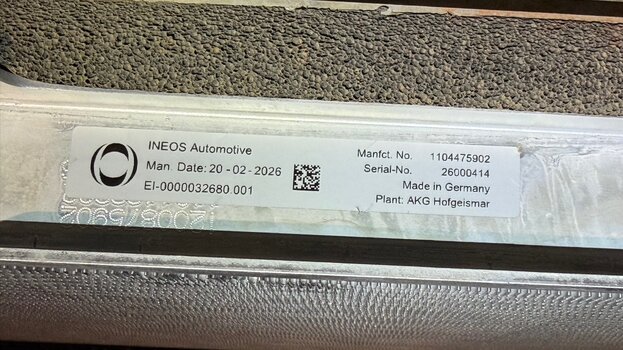 INEOS Automotive
Man. Date: 20 - 02 - 2026
EI-0000032680.001
Manfct. No. 1104475902
Serial-No. 26000414
Made in Germany
Plant: AKG Hofgeismar